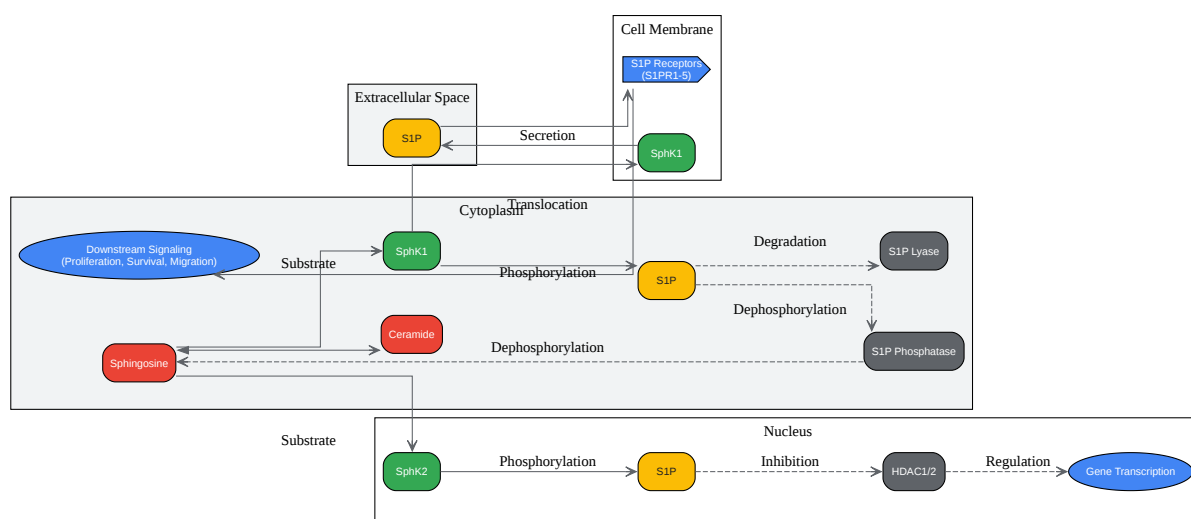 Cell Membrane
S1P Receptors
(S1PR1-5)
Extracellular Space
S1P
Secretion
SphK1
Translocation
Cytoplasm
SphK1
Downstream Signaling
(Proliferation, Survival, Migration)
Substrate
Phosphorylation
S1P
Degradation
S1P Lyase
Dephosphorylation
Ceramide
Sphingosine
Dephosphorylation
S1P Phosphatase
Substrate
Nucleus
SphK2
Phosphorylation
S1P
Inhibition
HDAC1/2
Regulation
Gene Transcription